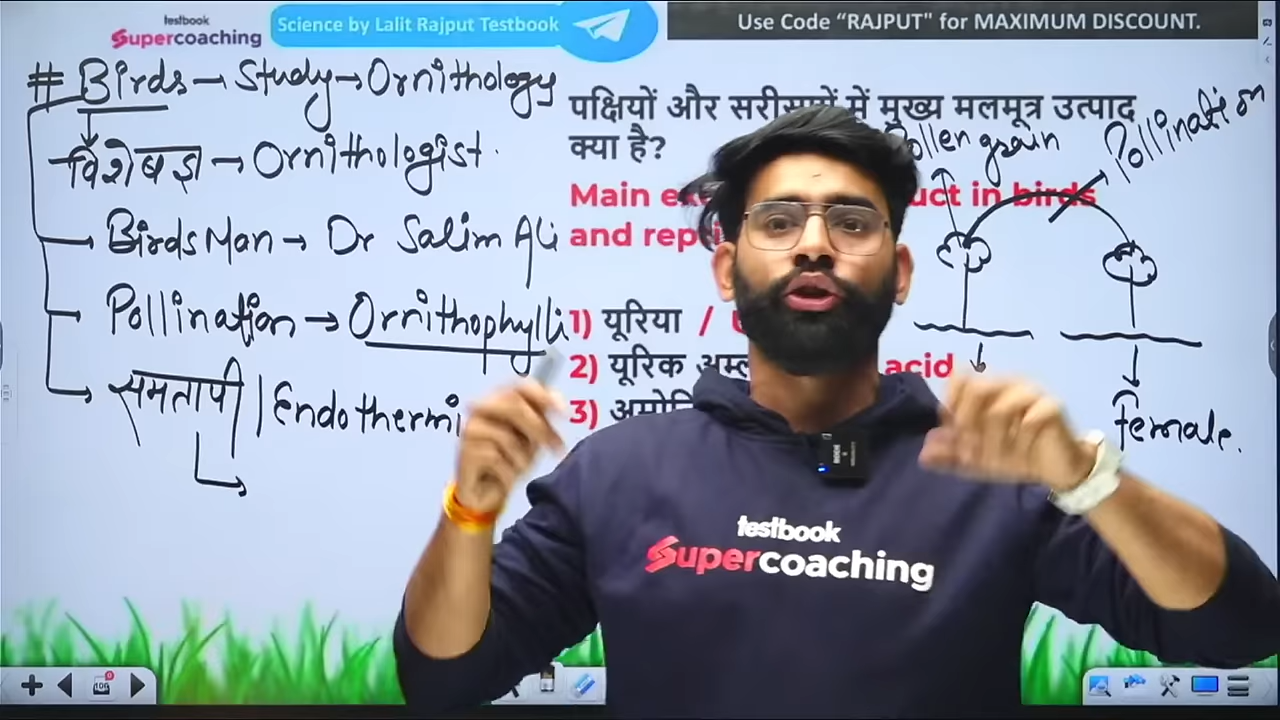 testbook
Supercoaching
Science by Lalit Rajput Testbook
Use Code “RAJPUT" for MAXIMUM DISCOUNT.
# Birds → Study → Ornithology
विशेषज्ञ → Ornithologist.
Birds Man → Dr Salim Ali
Pollination → Ornithophylli
समतापी / Endothermi
पक्षियों और सरीसृपों में मुख्य मलमूत्र उत्पाद
क्या है?
Main
in birds
and
1) यूरिया /
2) यूरिक acid
3)
Pollen grain
Pollination
Female.
testbook
Supercoaching